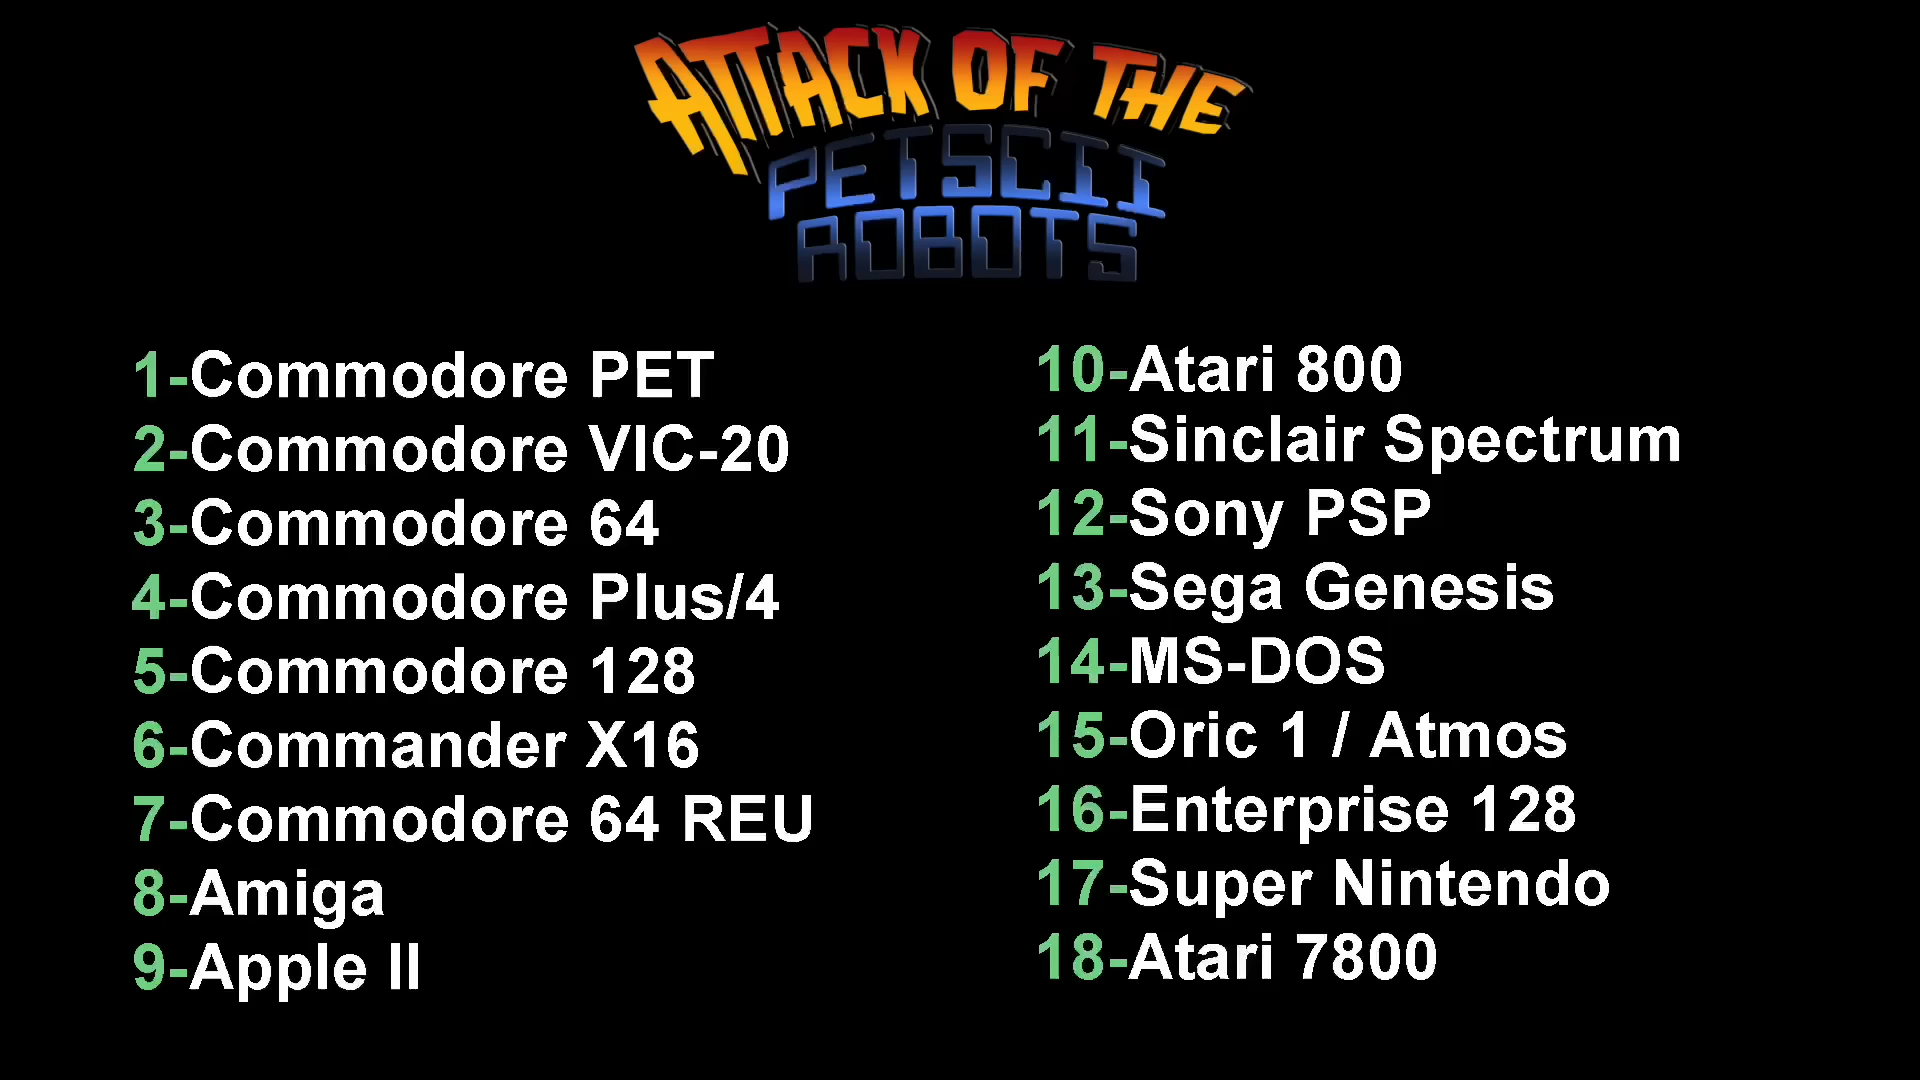 ATTACK OF THE
PETSCII
ROBOTS
1-Commodore PET
2-Commodore VIC-20
3-Commodore 64
4-Commodore Plus/4
5-Commodore 128
6-Commander X16
7-Commodore 64 REU
8-Amiga
9-Apple II
10-Atari 800
11-Sinclair Spectrum
12-Sony PSP
13-Sega Genesis
14-MS-DOS
15-Oric 1 / Atmos
16-Enterprise 128
17-Super Nintendo
18-Atari 7800